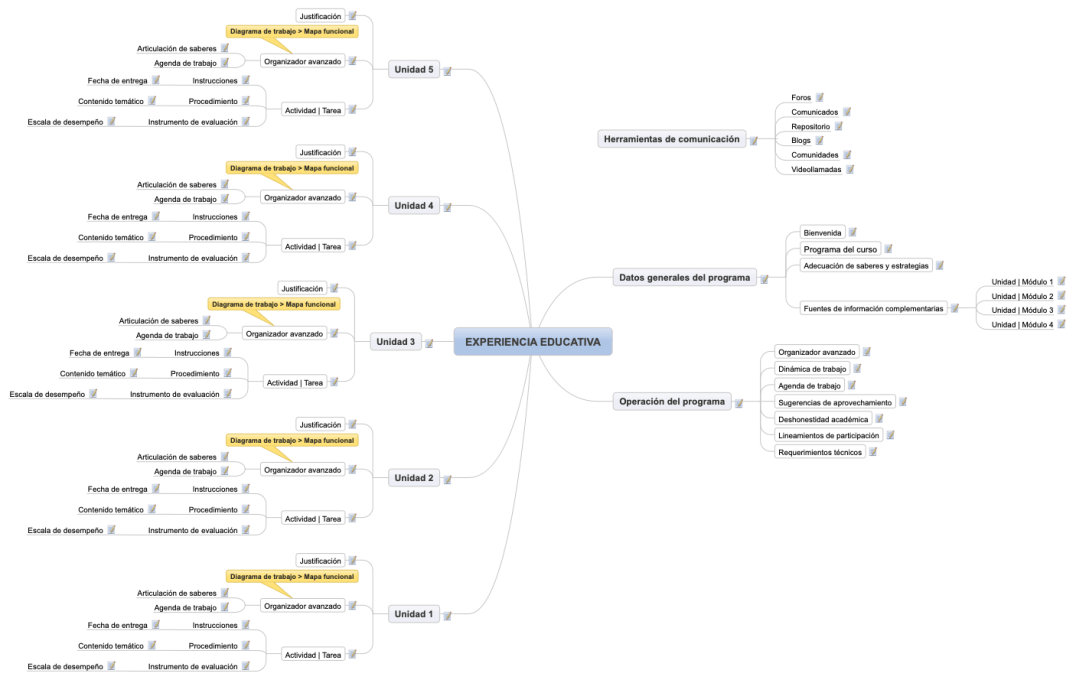 Justificación
Diagrama de trabajo > Mapa funcional
Articulación de saberes
Organizador avanzado
Agenda de trabajo
Unidad 5
Fecha de entrega
Instrucciones
Contenido temático
Procedimiento
Actividad | Tarea
Escala de desempeño
Instrumento de evaluación
Justificación
Diagrama de trabajo > Mapa funcional
Articulación de saberes
Organizador avanzado
Agenda de trabajo
Unidad 4
Fecha de entrega
Instrucciones
Contenido temático
Procedimiento
Actividad | Tarea
Escala de desempeño
Instrumento de evaluación
Justificación
Diagrama de trabajo > Mapa funcional
Articulación de saberes
Organizador avanzado
Agenda de trabajo
Unidad 3
Fecha de entrega
Instrucciones
Contenido temático
Procedimiento
Actividad | Tarea
Escala de desempeño
Instrumento de evaluación
Justificación
Diagrama de trabajo > Mapa funcional
Articulación de saberes
Organizador avanzado
Agenda de trabajo
Unidad 2
Fecha de entrega
Instrucciones
Contenido temático
Procedimiento
Actividad | Tarea
Escala de desempeño
Instrumento de evaluación
Justificación
Diagrama de trabajo > Mapa funcional
Articulación de saberes
Organizador avanzado
Agenda de trabajo
Unidad 1
Fecha de entrega
Instrucciones
Contenido temático
Procedimiento
Actividad | Tarea
Escala de desempeño
Instrumento de evaluación
EXPERIENCIA EDUCATIVA
Herramientas de comunicación
Foros
Comunicados
Repositorio
Blogs
Comunidades
Videollamadas
Datos generales del programa
Bienvenida
Programa del curso
Adecuación de saberes y estrategias
Fuentes de información complementarias
Unidad | Módulo 1
Unidad | Módulo 2
Unidad | Módulo 3
Unidad | Módulo 4
Operación del programa
Organizador avanzado
Dinámica de trabajo
Agenda de trabajo
Sugerencias de aprovechamiento
Deshonestidad académica
Lineamientos de participación
Requerimientos técnicos